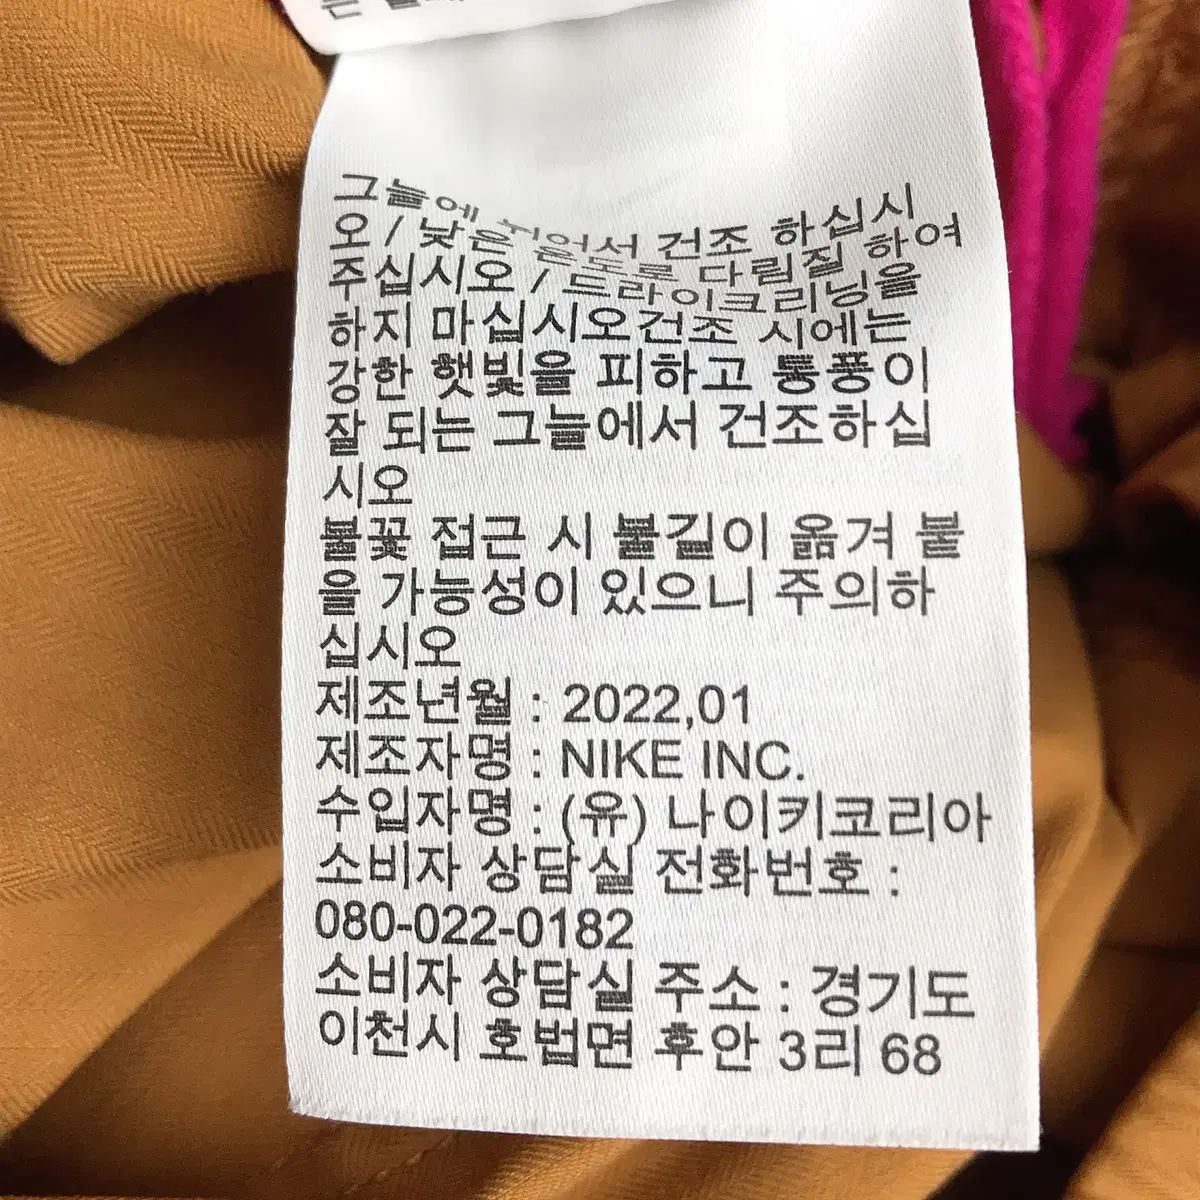 그늘에 뉘어서 건조 하십시
오 / 낮은 온도로 다림질 하여
주십시오 / 드라이크리닝을
하지 마십시오건조 시에는
강한 햇빛을 피하고 통풍이
잘 되는 그늘에서 건조하십
시오
불꽃 접근 시 불길이 옮겨 붙
을 가능성이 있으니 주의하
십시오
제조년월 : 2022,01
제조자명 : NIKE INC.
수입자명 : (유) 나이키코리아
소비자 상담실 전화번호 :
080-022-0182
소비자 상담실 주소 : 경기도
이천시 호법면 후안 3리 68